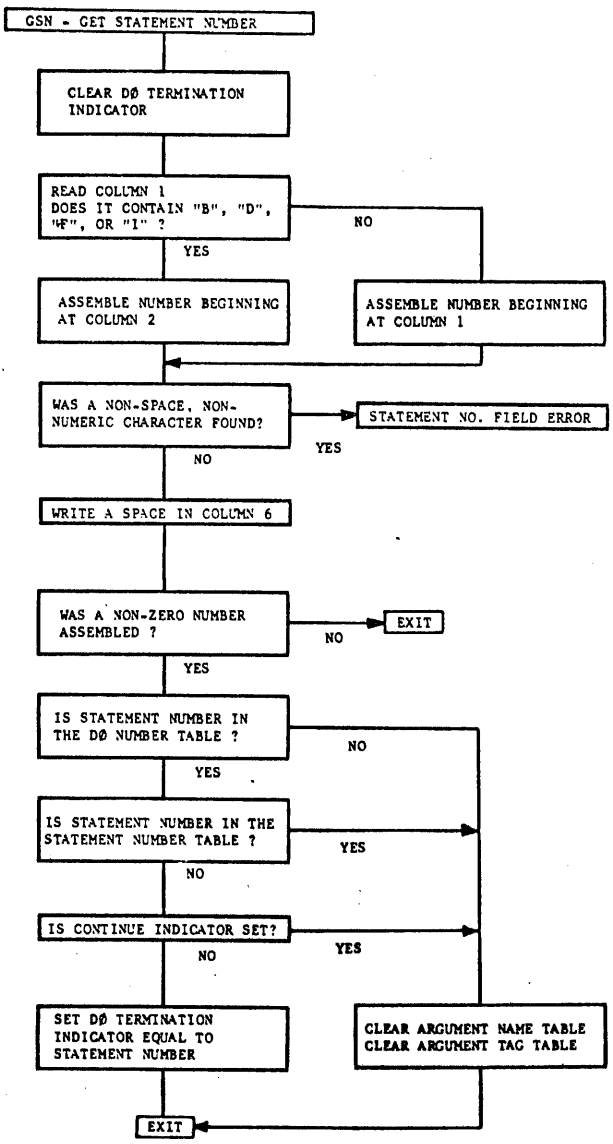 GSN - GET STATEMENT NUMBER
CLEAR DØ TERMINATION
INDICATOR
READ COLUMN 1
DOES IT CONTAIN "B", "D",
"F", OR "I" ?
NO
YES
ASSEMBLE NUMBER BEGINNING
AT COLUMN 2
ASSEMBLE NUMBER BEGINNING
AT COLUMN 1
WAS A NON-SPACE, NON-
NUMERIC CHARACTER FOUND?
STATEMENT NO. FIELD ERROR
YES
NO
WRITE A SPACE IN COLUMN 6
WAS A NON-ZERO NUMBER
ASSEMBLED ?
EXIT
NO
YES
IS STATEMENT NUMBER IN
THE DØ NUMBER TABLE ?
NO
YES
IS STATEMENT NUMBER IN THE
STATEMENT NUMBER TABLE ?
YES
NO
IS CONTINUE INDICATOR SET?
YES
NO
SET DØ TERMINATION
INDICATOR EQUAL TO
STATEMENT NUMBER
CLEAR ARGUMENT NAME TABLE
CLEAR ARGUMENT TAG TABLE
EXIT